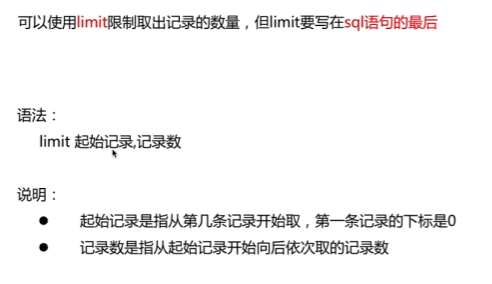 可以使用limit限制取出记录的数量，但limit要写在sql语句的最后
语法：
limit 起始记录,记录数
说明：
● 起始记录是指从第几条记录开始取，第一条记录的下标是0
● 记录数是指从起始记录开始向后依次取的记录数